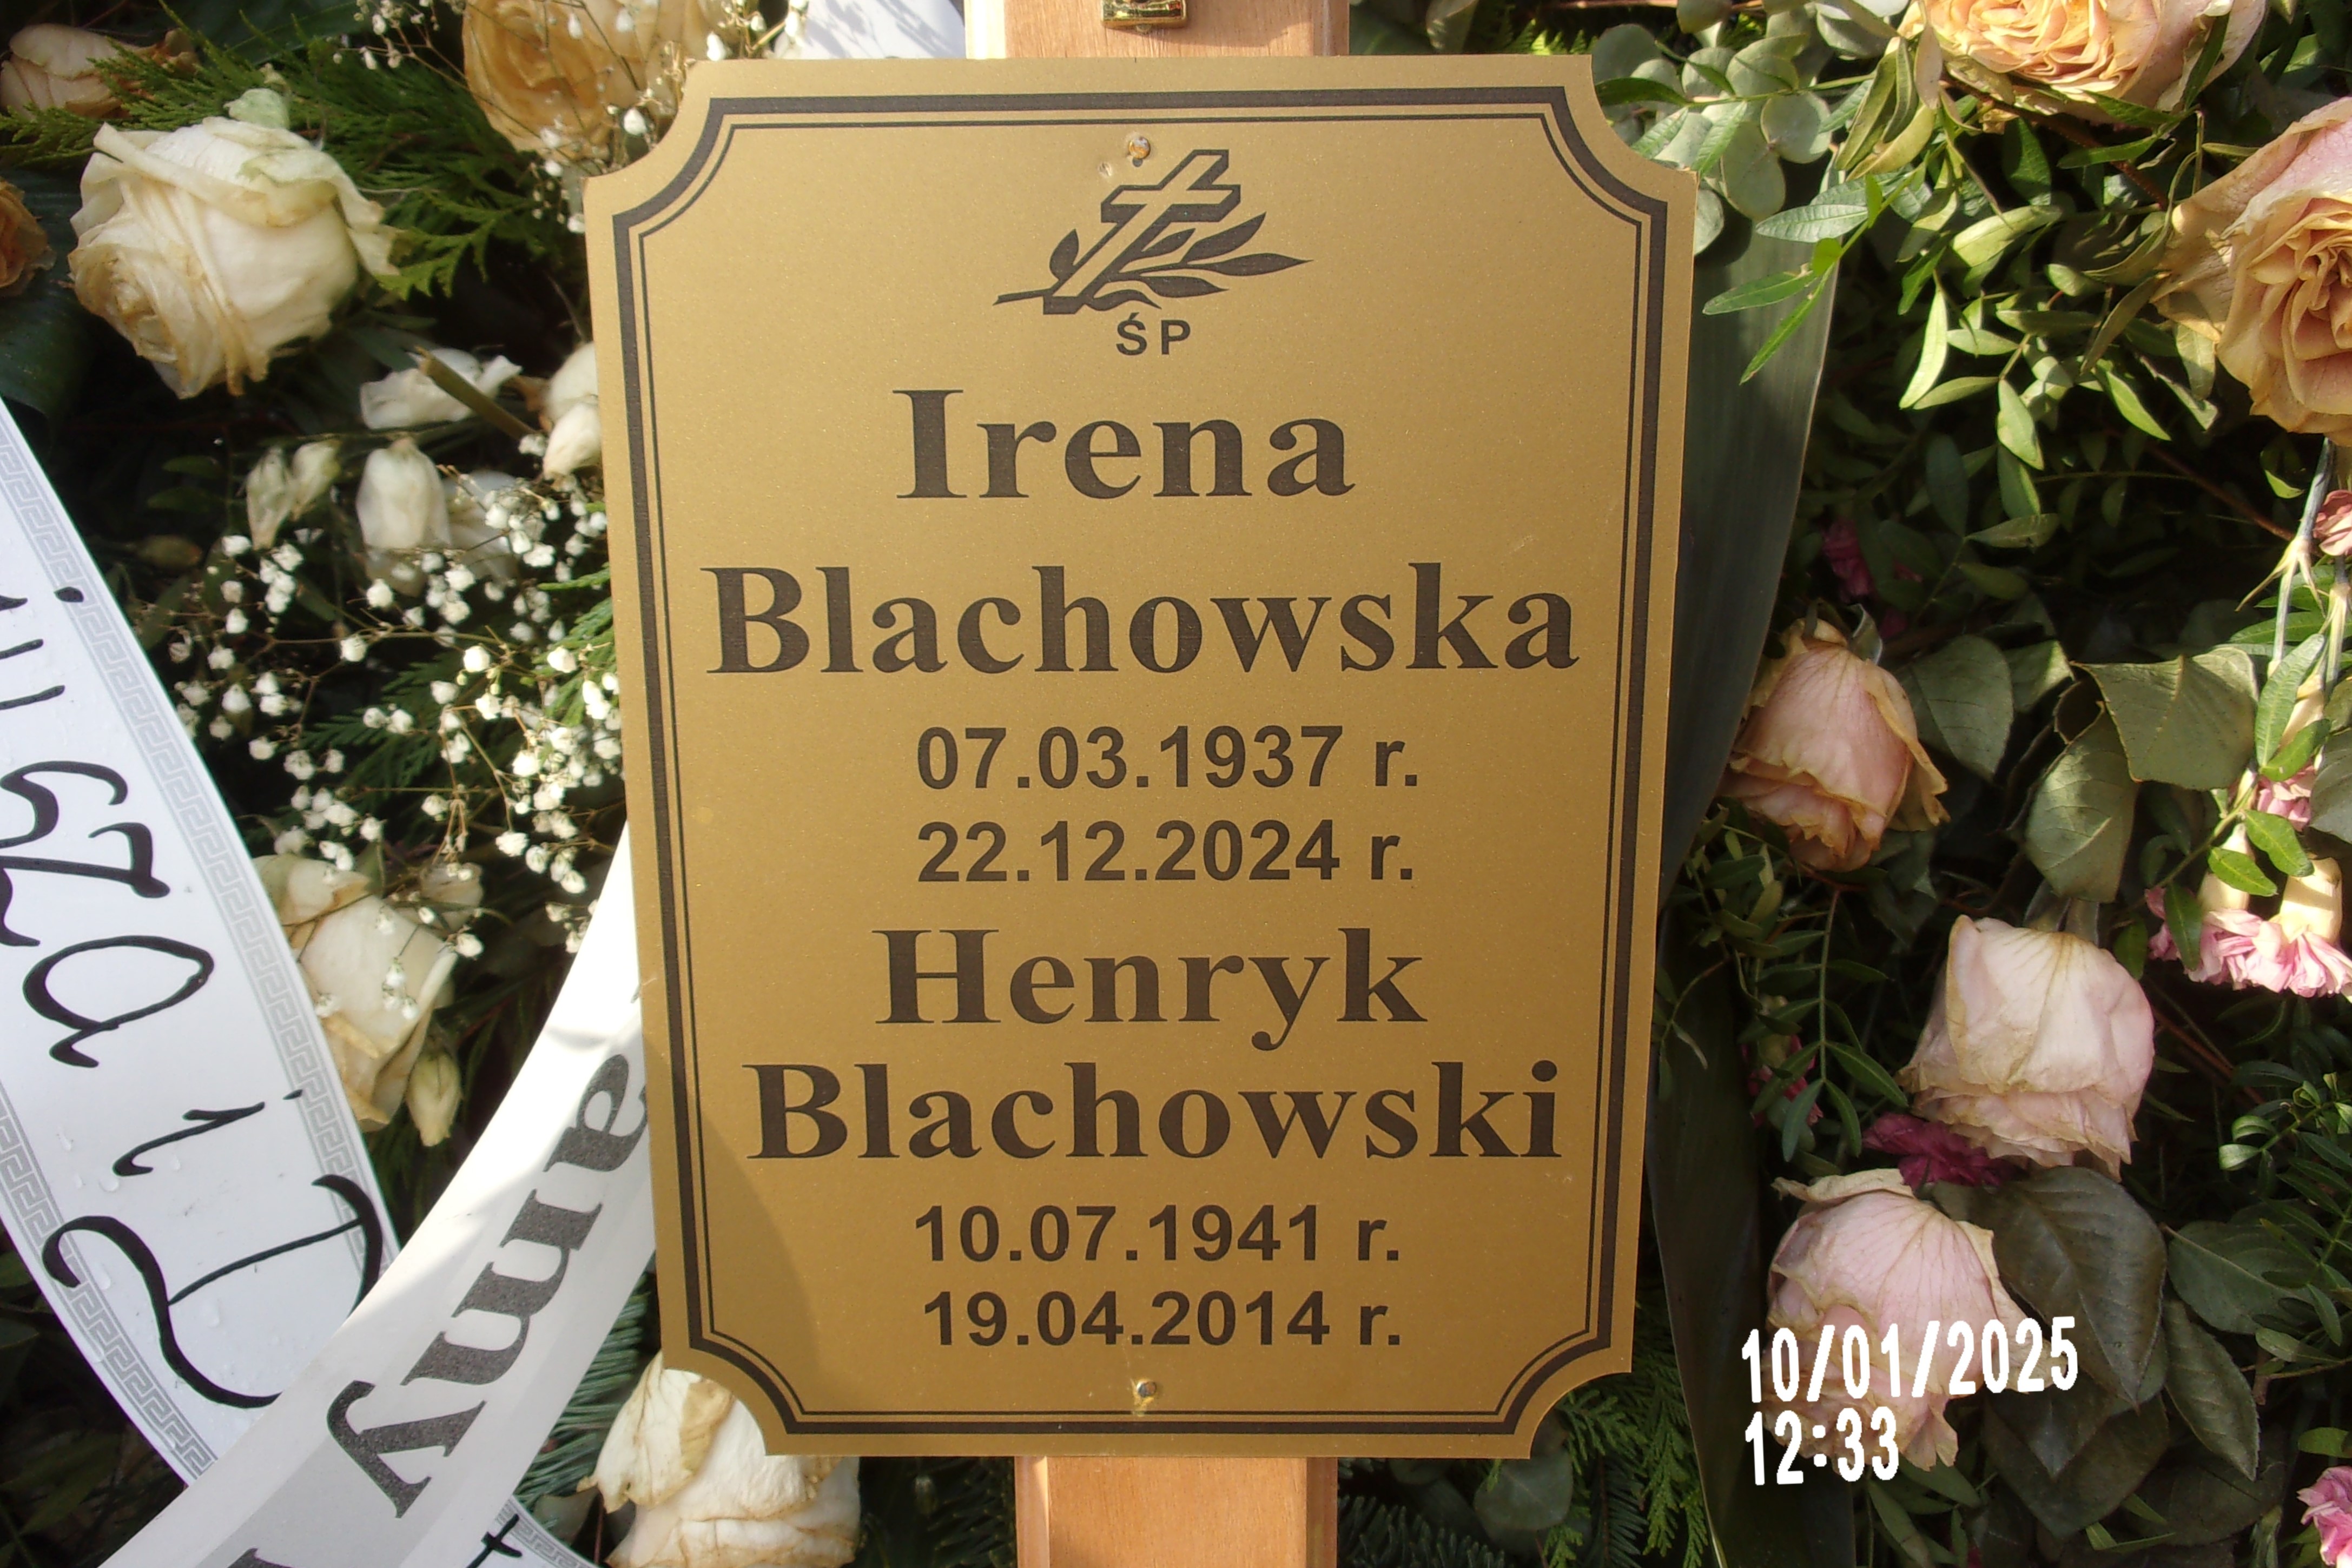 ŚP
Irena
Blachowska
07.03.1937 r.
22.12.2024 r.
Henryk
Blachowski
10.07.1941 r.
19.04.2014 r.
10/01/2025
12:33